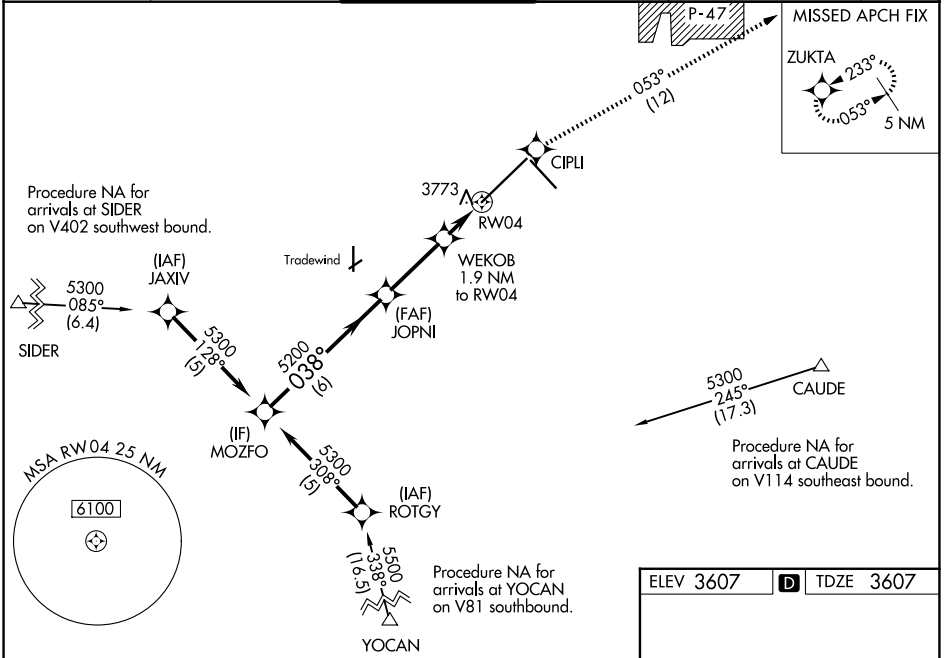 P-47
MISSED APCH FIX
ZUKTA
233°
053°
5 NM
053°
(12)
CIPLI
3773
RW04
Procedure NA for
arrivals at SIDER
on V402 southwest bound.
(IAF)
JAXIV
Tradewind
WEKOB
1.9 NM
to RW04
5300
085°
(6.4)
SIDER
(FAF)
JOPNI
5300
128°
(5)
5200
038°
(6)
5300
245°
(17.3)
CAUDE
(IF)
MOZFO
Procedure NA for
arrivals at CAUDE
on V114 southeast bound.
MSA RW04 25 NM
6100
5300
308°
(5)
(IAF)
ROTGY
5500
338°
(16.5)
Procedure NA for
arrivals at YOCAN
on V81 southbound.
YOCAN
ELEV 3607
D
TDZE 3607